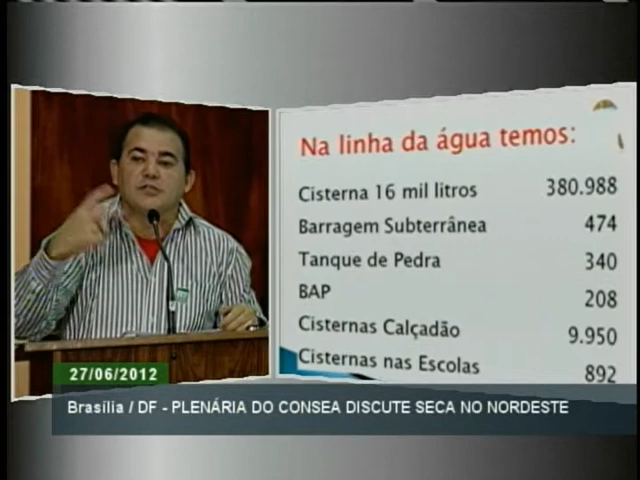 Na linha da água temos:
Cisterna 16 mil litros 380.988
Barragem Subterrânea 474
Tanque de Pedra 340
BAP 208
Cisternas Calçadão 9.950
Cisternas nas Escolas 892
27/06/2012
Brasília / DF - PLENÁRIA DO CONSEA DISCUTE SECA NO NORDESTE